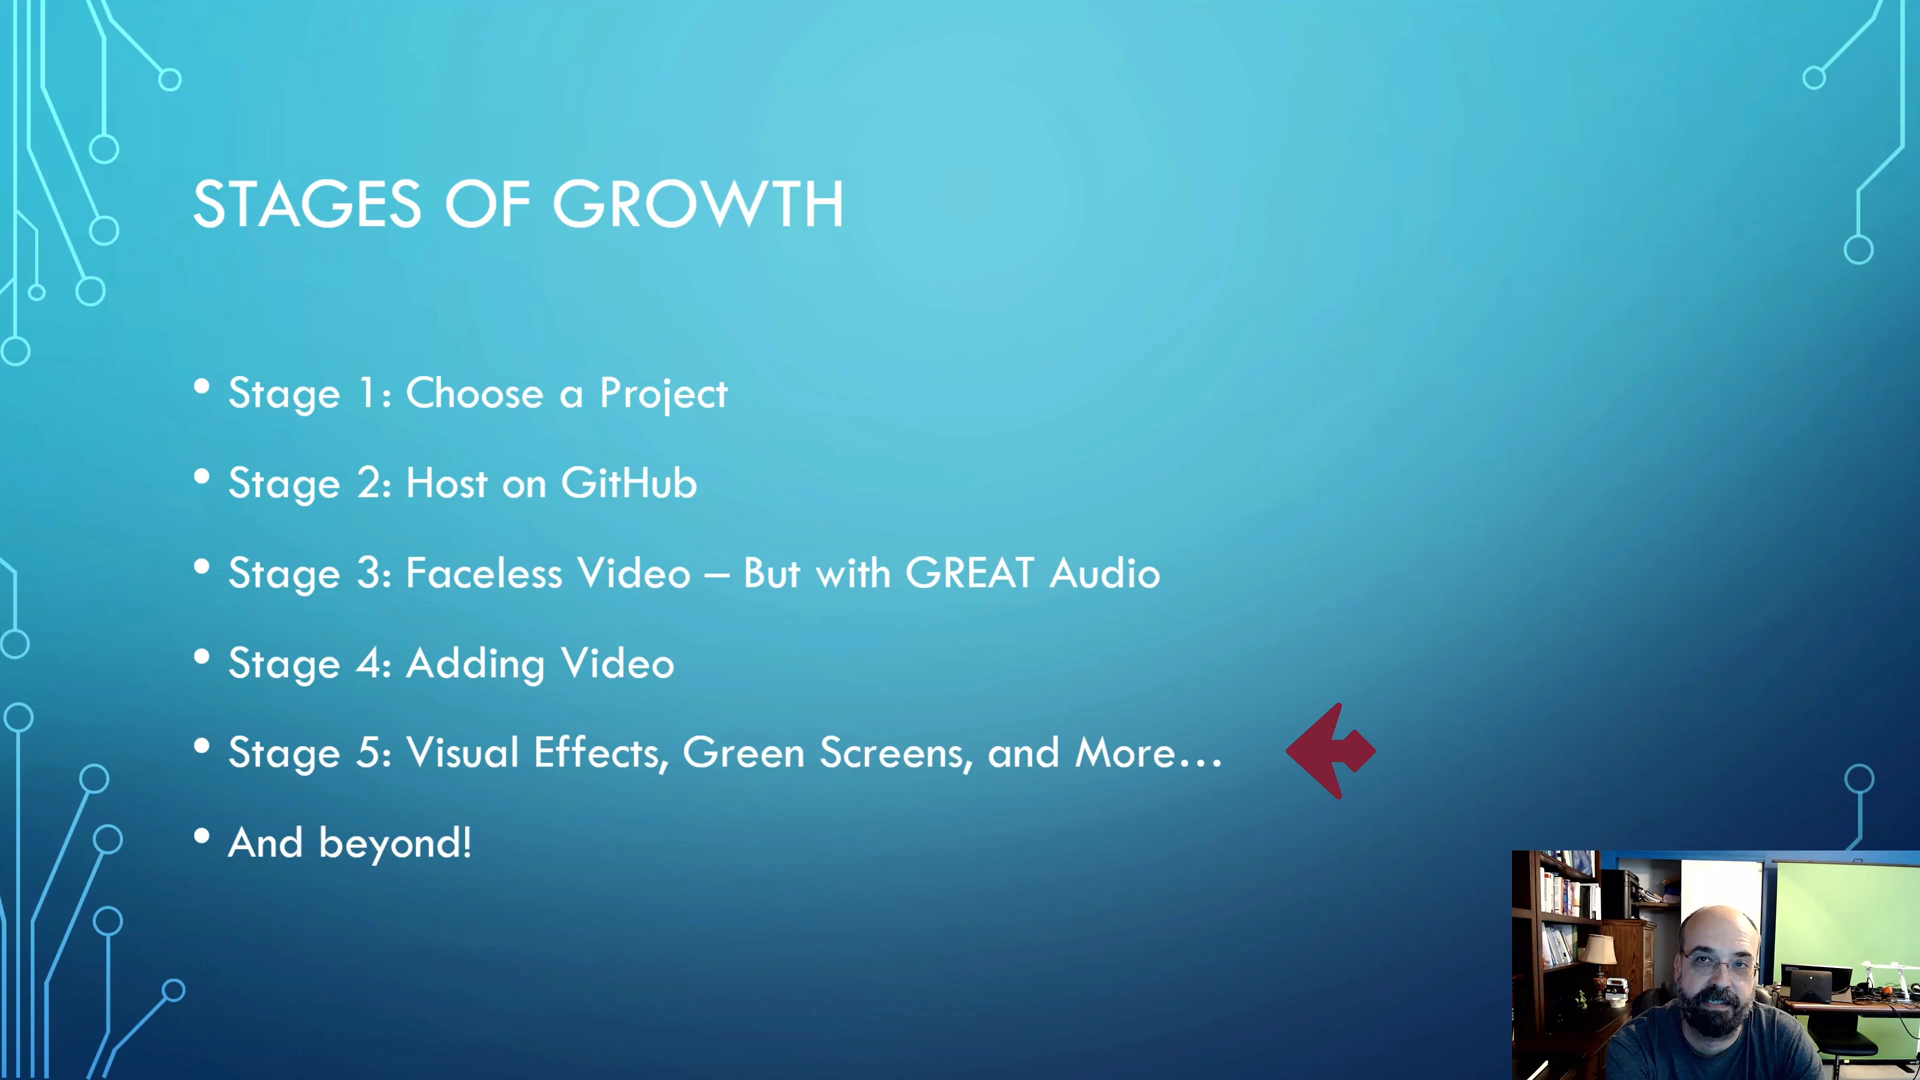 STAGES OF GROWTH
• Stage 1: Choose a Project
• Stage 2: Host on GitHub
• Stage 3: Faceless Video – But with GREAT Audio
• Stage 4: Adding Video
• Stage 5: Visual Effects, Green Screens, and More…
• And beyond!